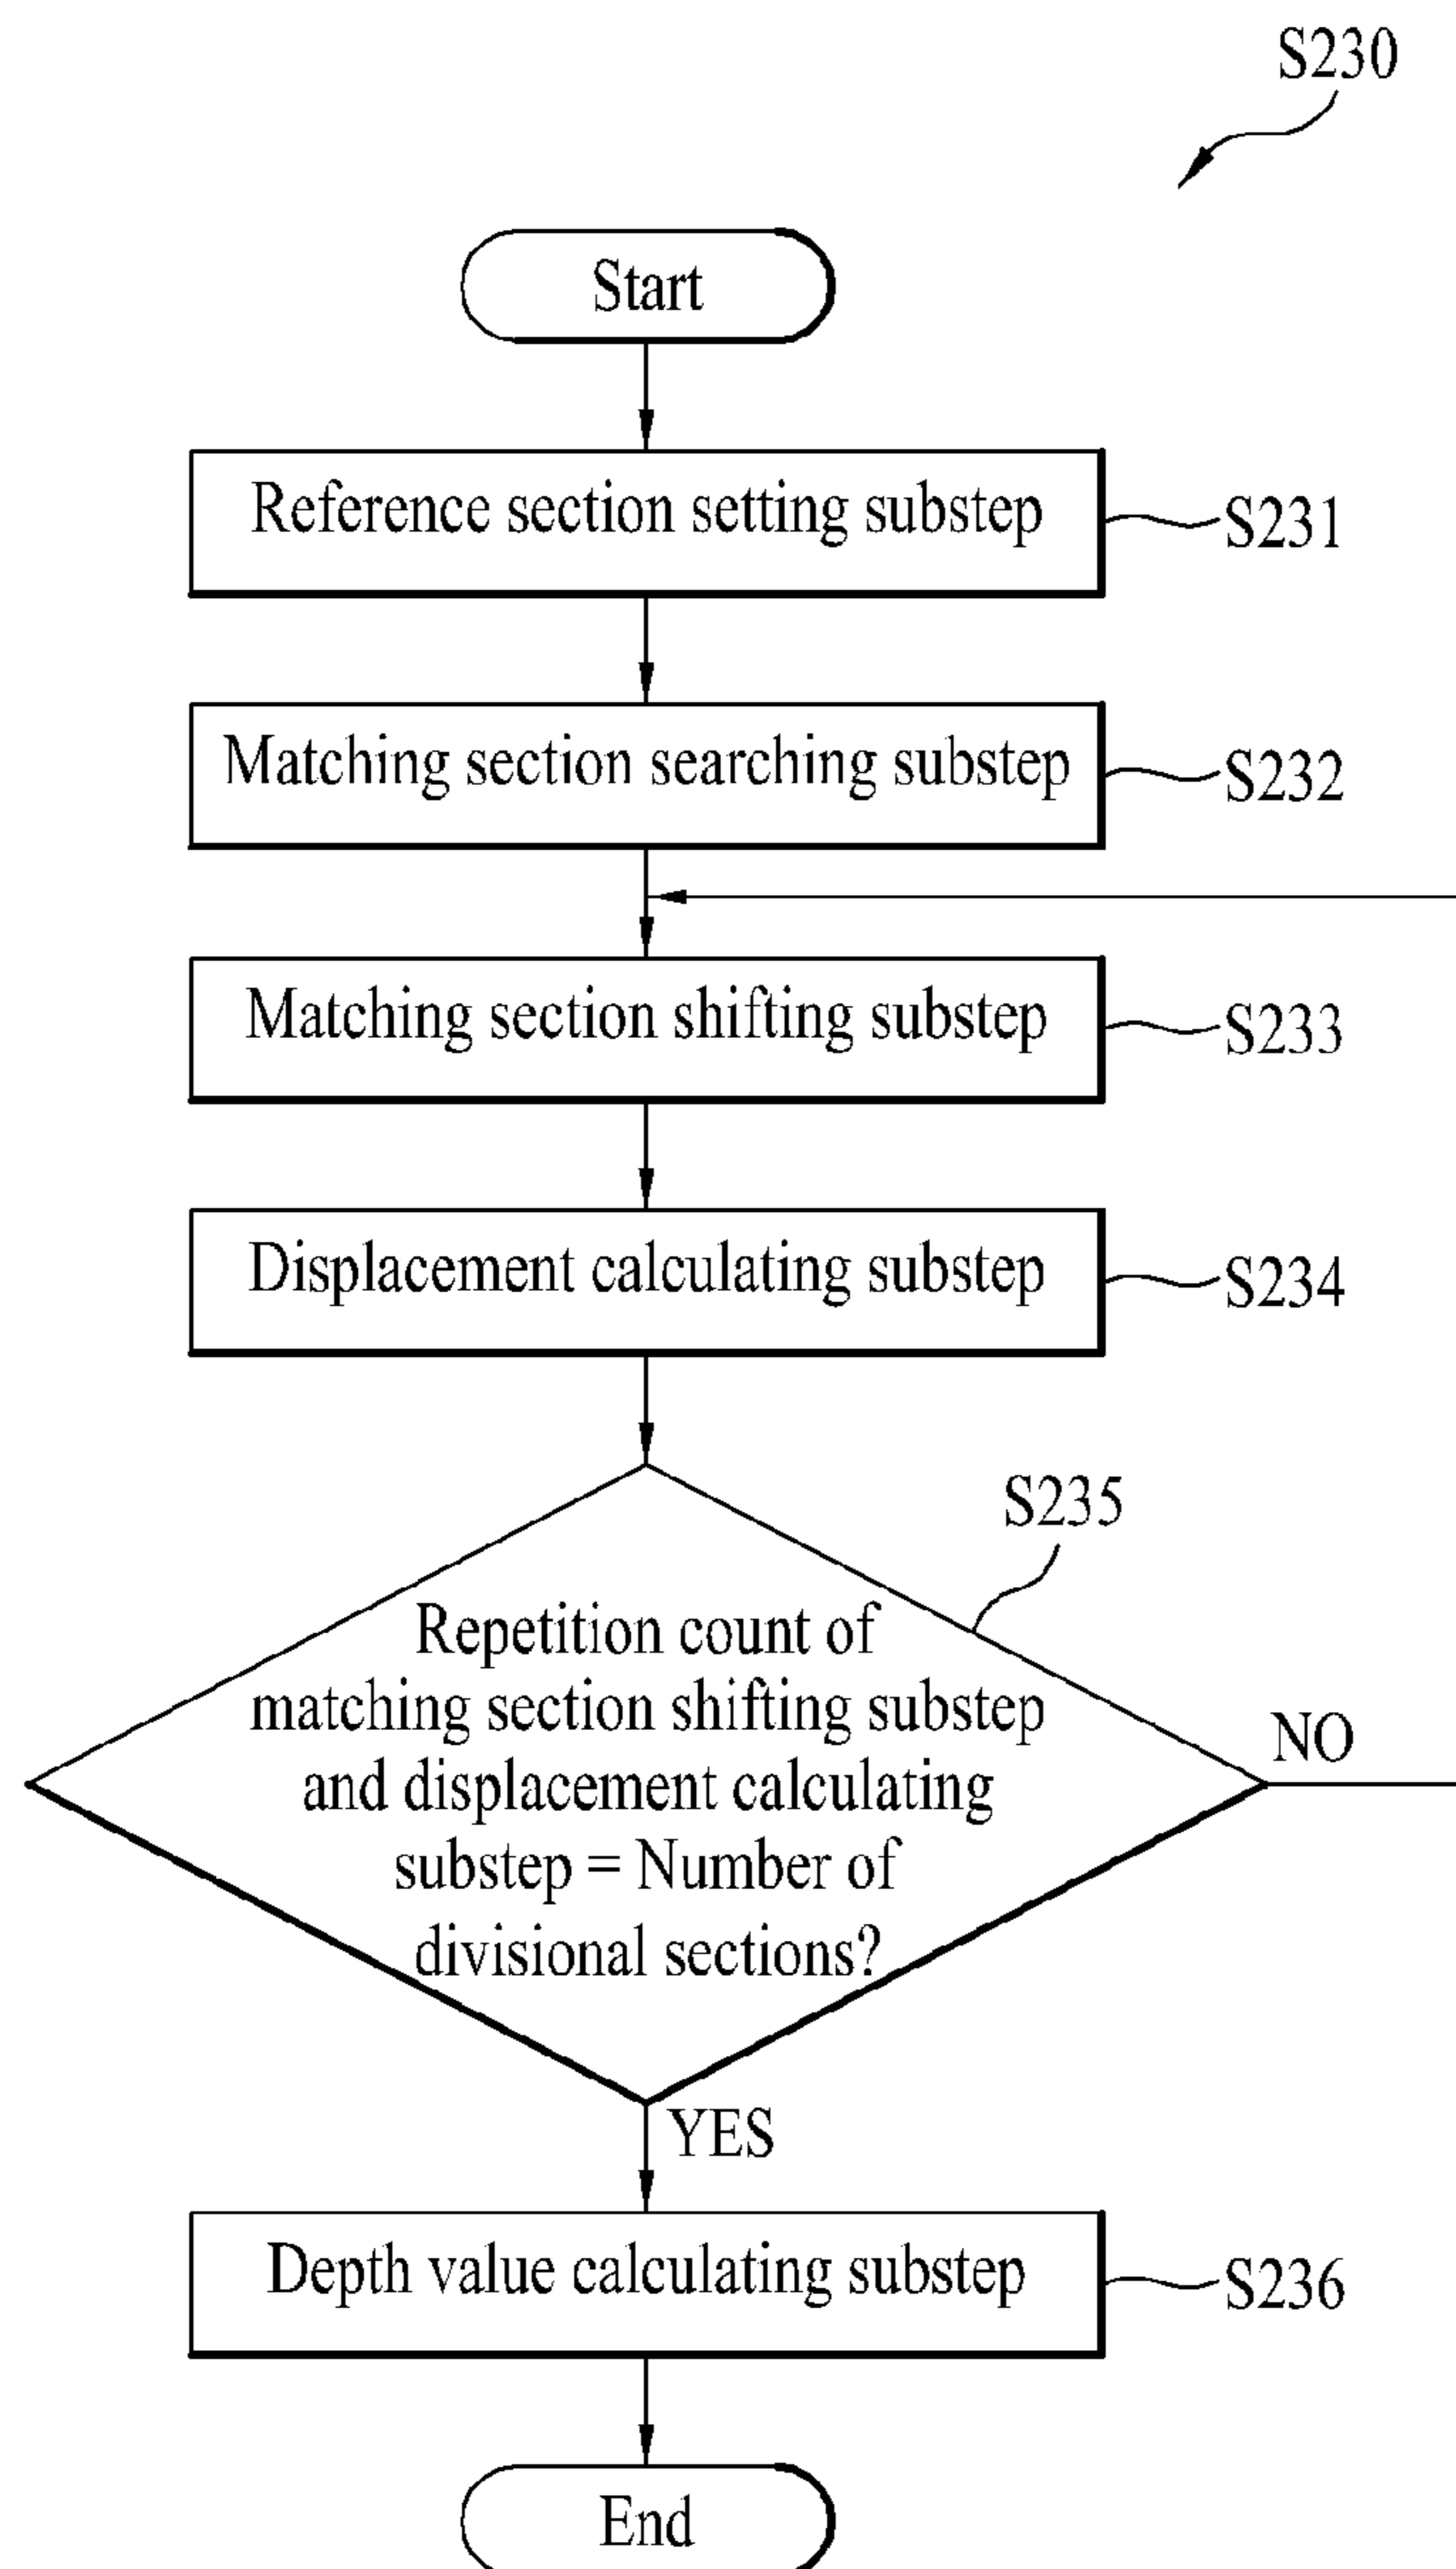 S230
Start
Reference section setting substep
S231
Matching section searching substep
S232
Matching section shifting substep
S233
Displacement calculating substep
S234
S235
Repetition count of
matching section shifting substep
and displacement calculating
substep = Number of
divisional sections?
NO
YES
Depth value calculating substep
S236
End